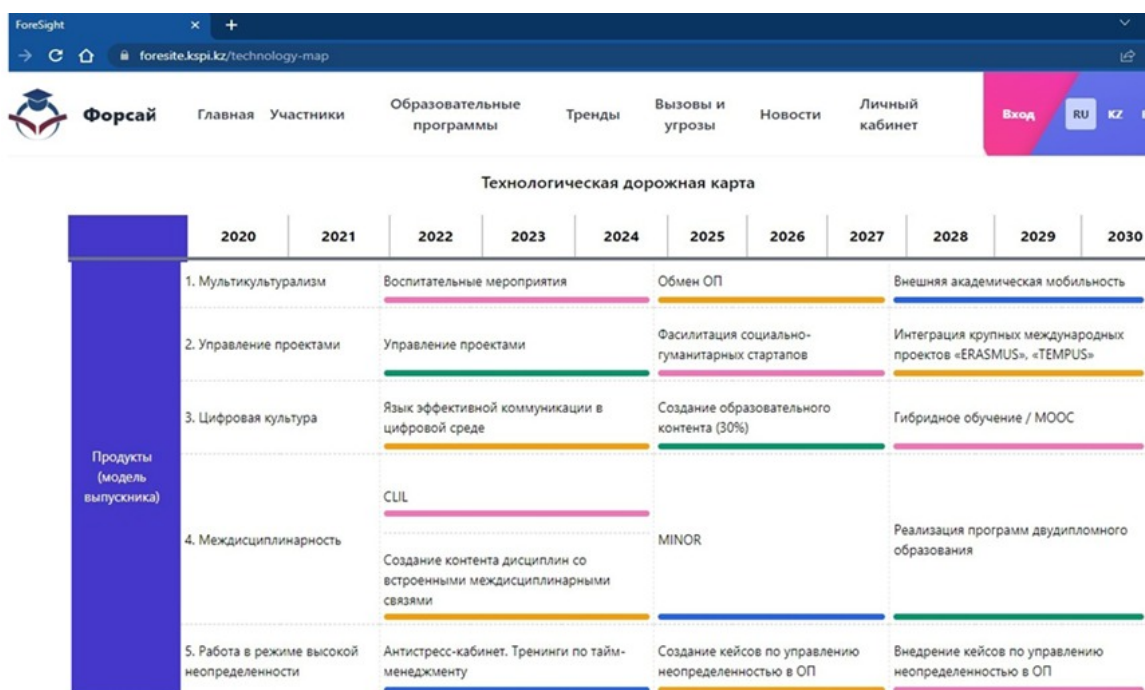 ForeSight
foresite.kspi.kz/technology-map
Форсай
Главная
Участники
Образовательные
программы
Тренды
Вызовы и
угрозы
Новости
Личный
кабинет
Вход
RU
KZ
Технологическая дорожная карта
2020 2021 2022 2023 2024 2025 2026 2027 2028 2029 2030
Продукты
(модель
выпускника)
1. Мультикультурализм
Воспитательные мероприятия
Обмен ОП
Внешняя академическая мобильность
2. Управление проектами
Управление проектами
Фасилитация социально-
гуманитарных стартапов
Интеграция крупных международных
проектов «ERASMUS», «TEMPUS»
3. Цифровая культура
Язык эффективной коммуникации в
цифровой среде
Создание образовательного
контента (30%)
Гибридное обучение / МООС
4. Междисциплинарность
CLIL
Создание контента дисциплин со
встроенными междисциплинарными
связями
MINOR
Реализация программ двудипломного
образования
5. Работа в режиме высокой
неопределенности
Антистресс-кабинет. Тренинги по тайм-
менеджменту
Создание кейсов по управлению
неопределенностью в ОП
Внедрение кейсов по управлению
неопределенностью в ОП